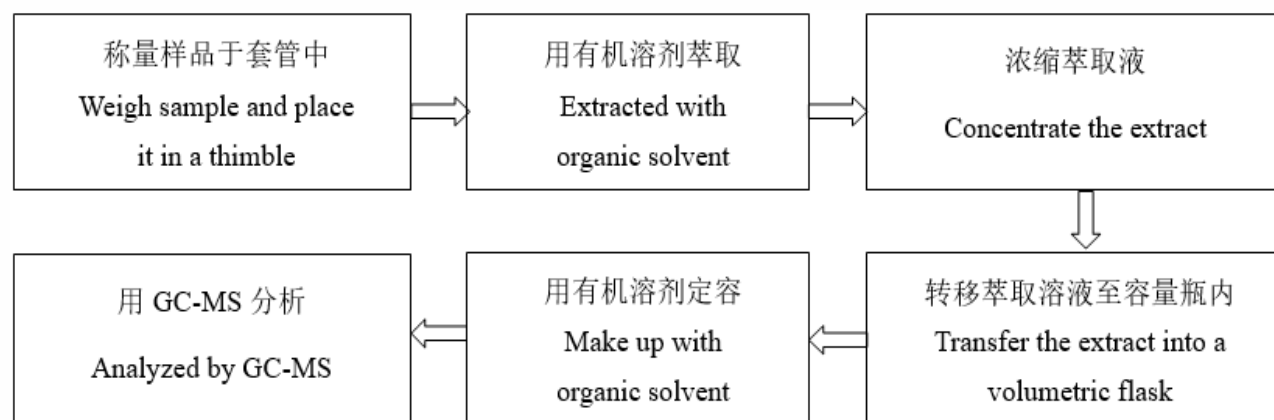 称量样品于套管中
Weigh sample and place
it in a thimble
用有机溶剂萃取
Extracted with
organic solvent
浓缩萃取液
Concentrate the extract
转移萃取溶液至容量瓶内
Transfer the extract into a
volumetric flask
用有机溶剂定容
Make up with
organic solvent
用 GC-MS 分析
Analyzed by GC-MS